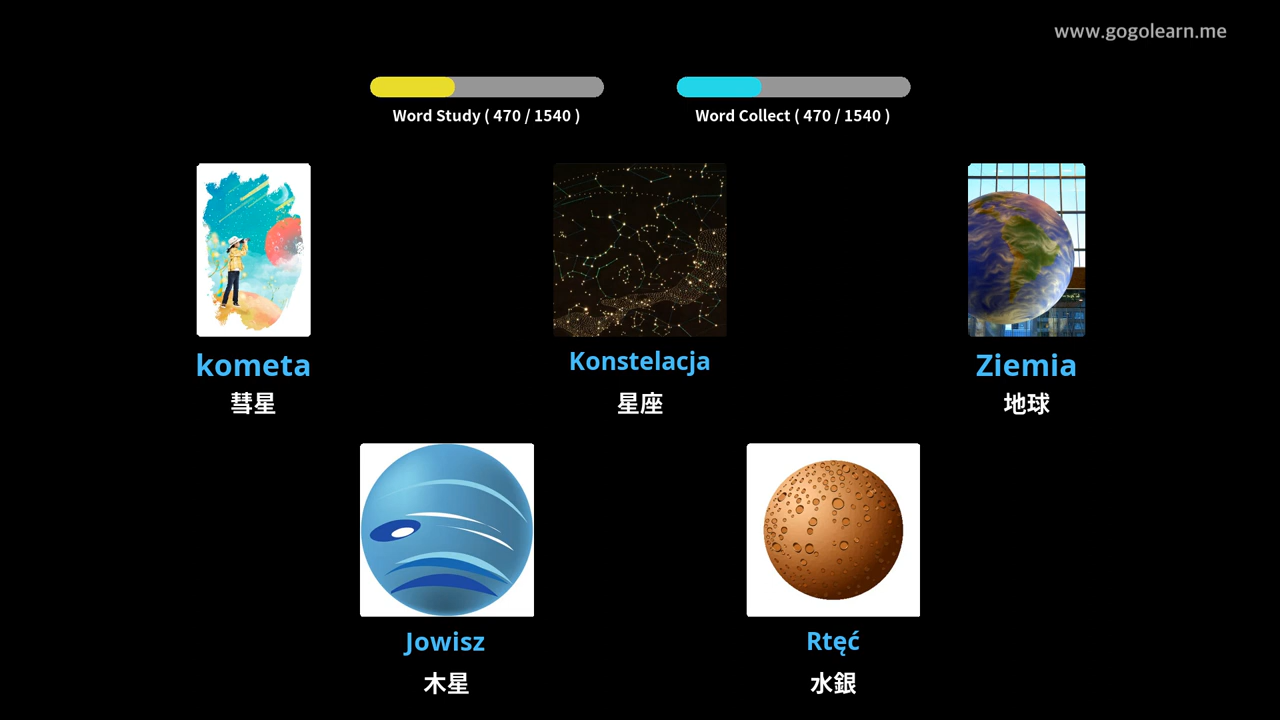 www.gogolearn.me
Word Study ( 470 / 1540 )
Word Collect ( 470 / 1540 )
kometa
彗星
Konstelacja
星座
Ziemia
地球
Jowisz
木星
Rtęć
水銀